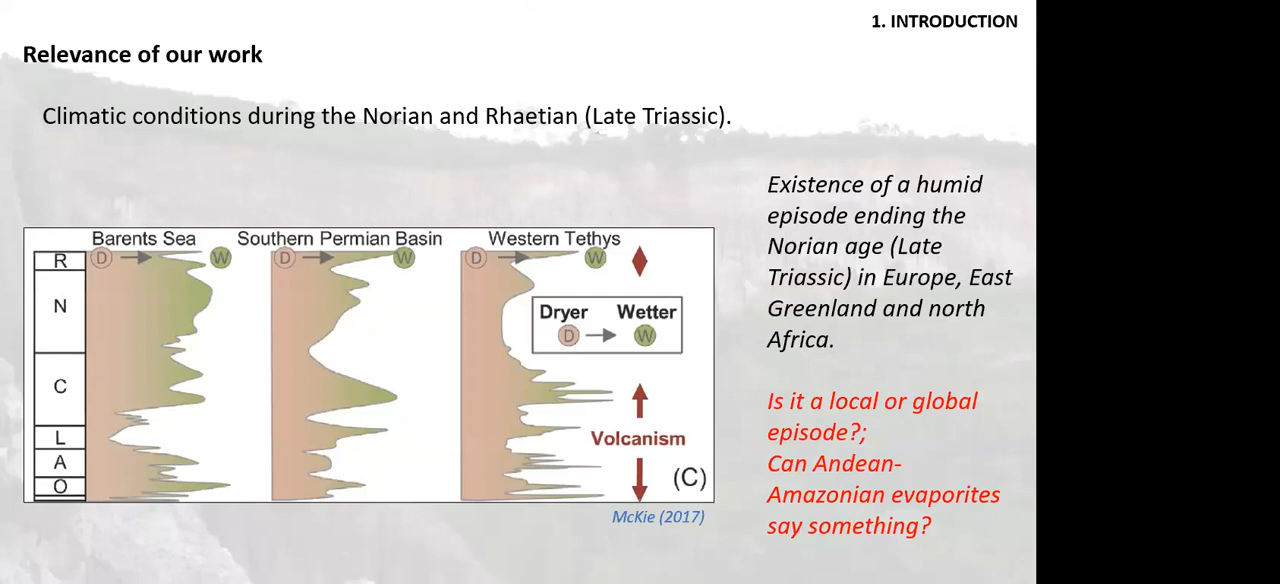 1. INTRODUCTION
Relevance of our work
Climatic conditions during the Norian and Rhaetian (Late Triassic).
Barents Sea
Southern Permian Basin
Western Tethys
D
W
D
W
D
W
R
N
C
L
A
O
Dryer
Wetter
D
W
Volcanism
(C)
McKie (2017)
Existence of a humid
episode ending the
Norian age (Late
Triassic) in Europe, East
Greenland and north
Africa.
Is it a local or global
episode?;
Can Andean-
Amazonian evaporites
say something?